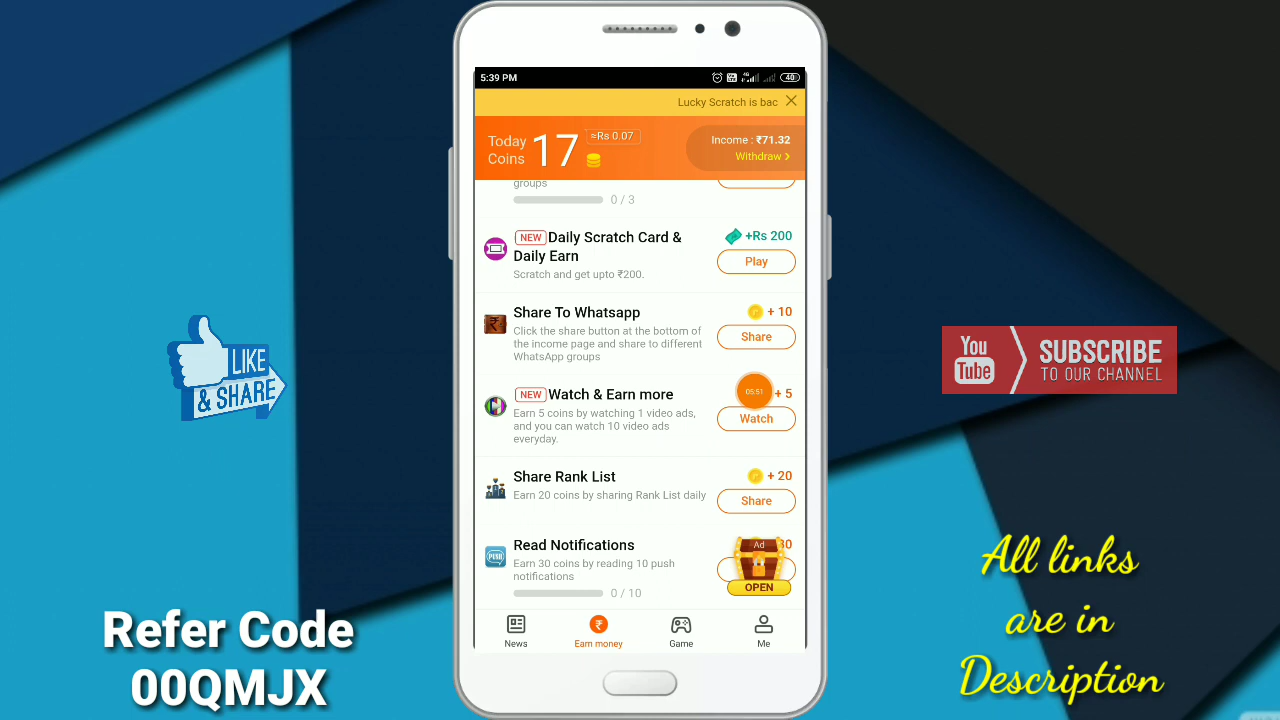 5:39 PM
4G
40
Lucky Scratch is bac
Today
Coins
17
≈Rs 0.07
Income : ₹71.32
Withdraw >
groups
0 / 3
NEW Daily Scratch Card &
Daily Earn
Scratch and get upto ₹200.
+Rs 200
Play
Share To Whatsapp
Click the share button at the bottom of
the income page and share to different
WhatsApp groups
+ 10
Share
NEW Watch & Earn more
Earn 5 coins by watching 1 video ads,
and you can watch 10 video ads
everyday.
05:51
+ 5
Watch
Share Rank List
Earn 20 coins by sharing Rank List daily
+ 20
Share
PUSH
Read Notifications
Earn 30 coins by reading 10 push
notifications
0 / 10
Ad
30
OPEN
News
Earn money
Game
Me
LIKE
& SHARE
Refer Code
00QMJX
You
Tube
SUBSCRIBE
TO OUR CHANNEL
All links
are in
Description